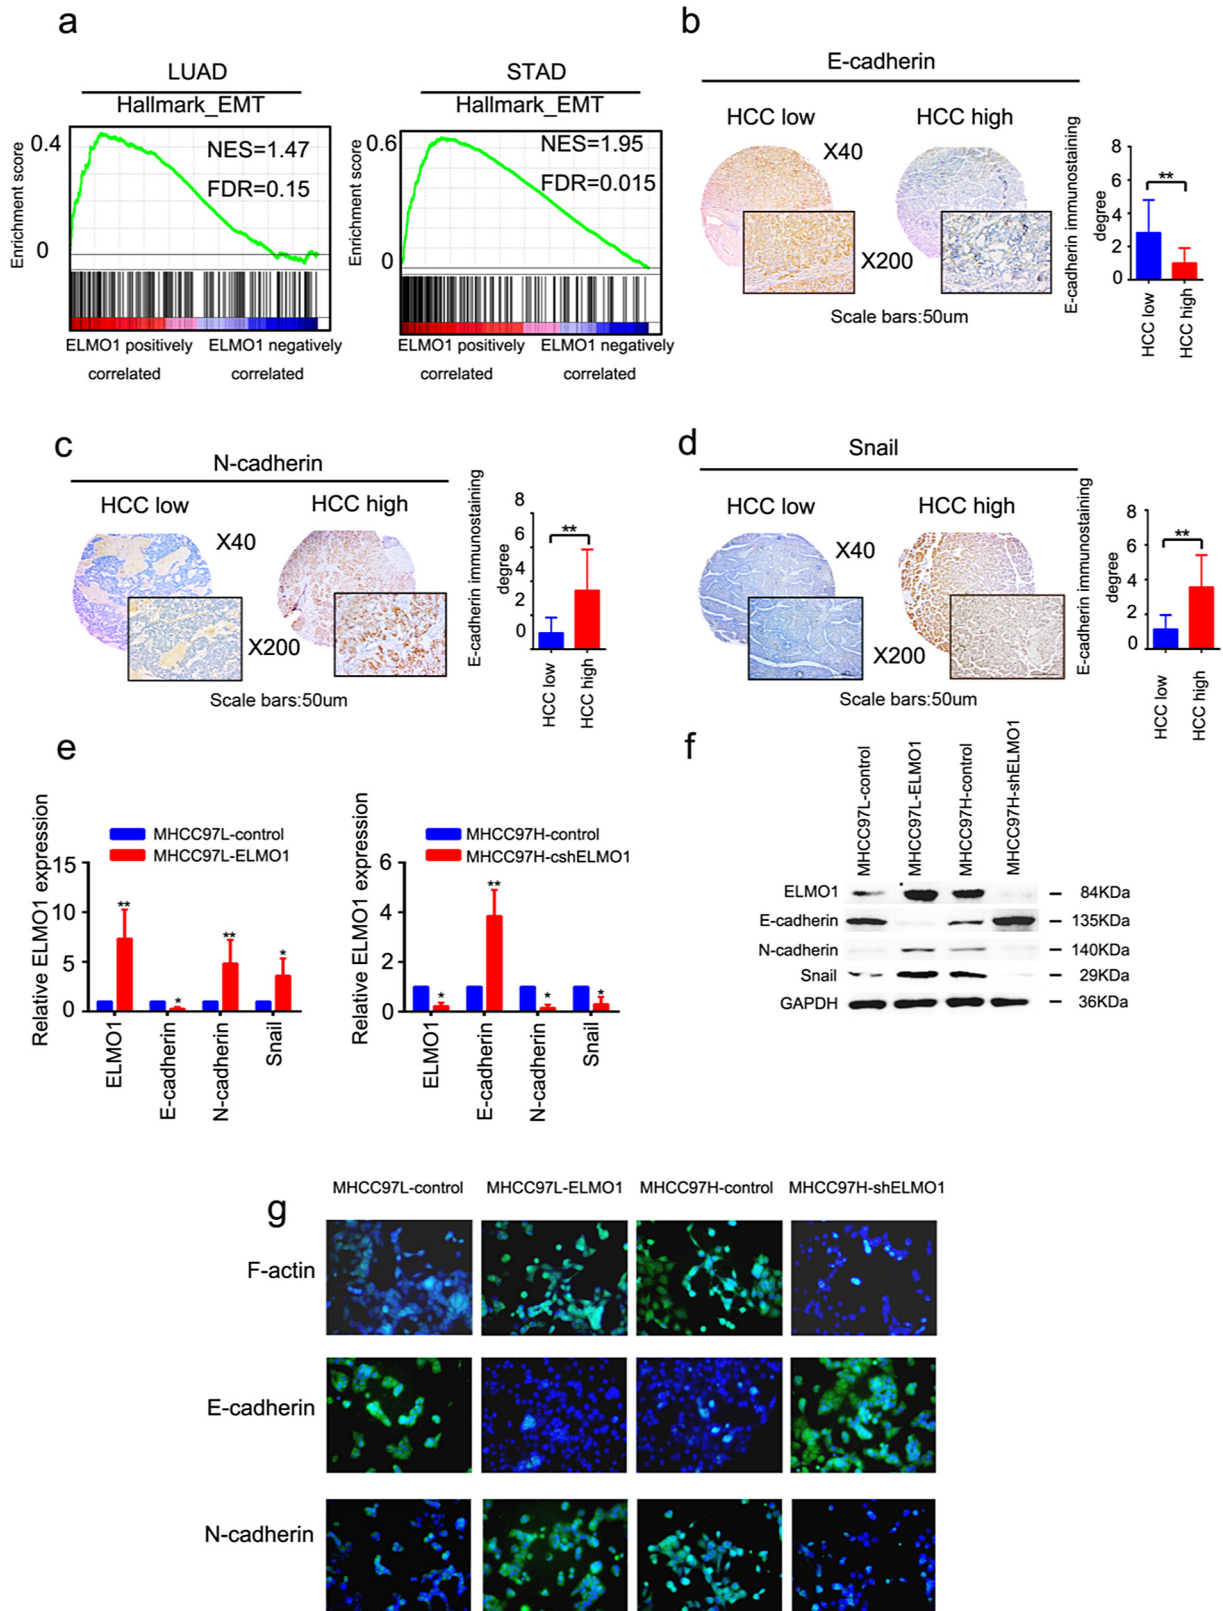 a
LUAD
Hallmark_EMT
Enrichment score
0.4
0
NES=1.47
FDR=0.15
ELMO1 positively
correlated
ELMO1 negatively
correlated
STAD
Hallmark_EMT
Enrichment score
0.6
0
NES=1.95
FDR=0.015
ELMO1 positively
correlated
ELMO1 negative
correlated
b
E-cadherin
HCC low
HCC high
X40
X200
Scale bars:50um
E-cadherin immunostaining
degree
8
6
4
2
0
**
HCC low
HCC high
c
N-cadherin
HCC low
HCC high
X40
X200
Scale bars:50um
E-cadherin immunostaining
degree
8
6
4
2
0
**
HCC low
HCC high
d
Snail
HCC low
HCC high
X40
X200
Scale bars:50um
E-cadherin immunostaining
degree
8
6
4
2
0
**
HCC low
HCC high
e
MHCC97L-control
MHCC97L-ELMO1
Relative ELMO1 expression
15
10
5
0
**
*
**
*
ELMO1
E-cadherin
N-cadherin
Snail
MHCC97H-control
MHCC97H-cshELMO1
Relative ELMO1 expression
6
4
2
0
*
**
*
*
ELMO1
E-cadherin
N-cadherin
Snail
f
MHCC97L-control
MHCC97L-ELMO1
MHCC97H-control
MHCC97H-shELMO1
ELMO1 – 84KDa
E-cadherin – 135KDa
N-cadherin – 140KDa
Snail – 29KDa
GAPDH – 36KDa
g
MHCC97L-control MHCC97L-ELMO1 MHCC97H-control MHCC97H-shELMO1
F-actin
E-cadherin
N-cadherin